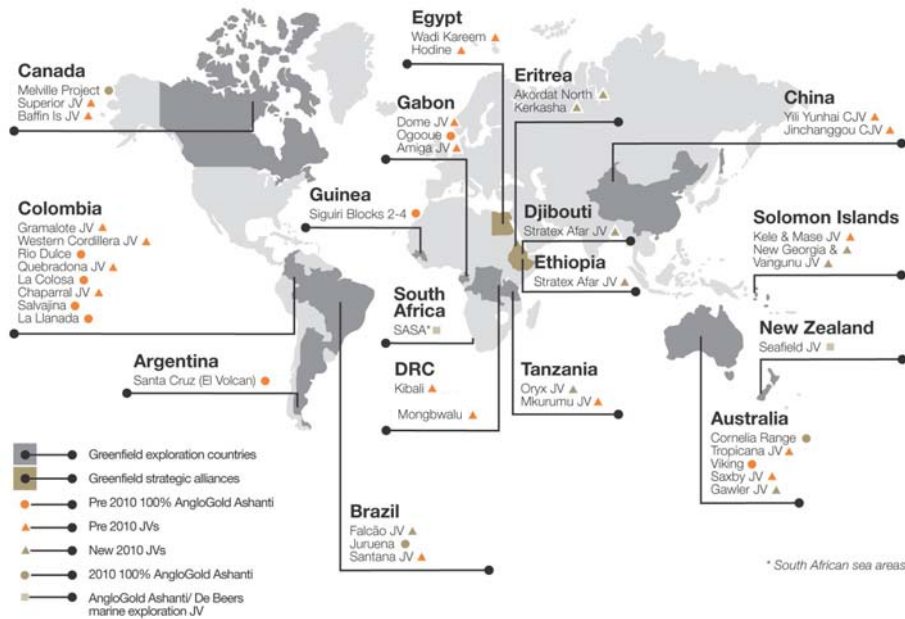 Egypt
Wadi Kareem
Hodine
Canada
Melville Project
Superior JV
Baffin Is JV
Eritrea
Akordat North
Kerkasha
Gabon
Dome JV
Ogooue
Amiga JV
China
Yili Yunhai CJV
Jinchanggou CJV
Guinea
Siguiri Blocks 2-4
Colombia
Gramalote JV
Western Cordillera JV
Rio Dulce
Quebradona JV
La Colosa
Chaparral JV
Salvajina
La Llanada
Djibouti
Stratex Afar JV
Ethiopia
Stratex Afar JV
Solomon Islands
Kele & Mase JV
New Georgia &
Vangunu JV
South
Africa
SASA*
New Zealand
Seafield JV
Argentina
Santa Cruz (El Volcan)
DRC
Kibali
Mongbwalu
Tanzania
Oryx JV
Mkurumu JV
Australia
Cornelia Range
Tropicana JV
Viking
Saxby JV
Gawler JV
Brazil
Falcão JV
Juruena
Santana JV
Greenfield exploration countries
Greenfield strategic alliances
Pre 2010 100% AngloGold Ashanti
Pre 2010 JVs
New 2010 JVs
2010 100% AngloGold Ashanti
AngloGold Ashanti/ De Beers
marine exploration JV
* South African sea areas